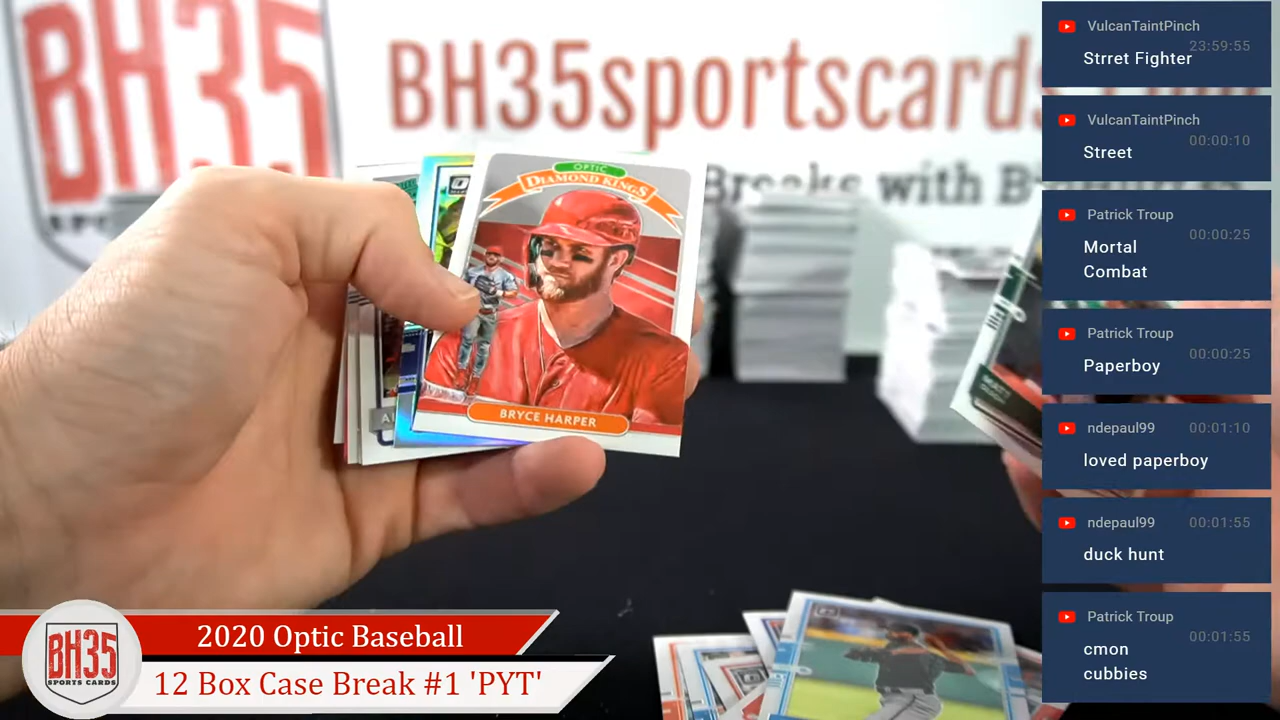 BH35
BH35sportscards
Breaks with B
OPTIC
DIAMOND KINGS
BRYCE HARPER
MATT
2020 Optic Baseball
12 Box Case Break #1 'PYT'
BH35
SPORTS CARDS
VulcanTaintPinch
23:59:55
Strret Fighter
VulcanTaintPinch
00:00:10
Street
Patrick Troup
00:00:25
Mortal
Combat
Patrick Troup
00:00:25
Paperboy
ndepaul99
00:01:10
loved paperboy
ndepaul99
00:01:55
duck hunt
Patrick Troup
00:01:55
cmon
cubbies